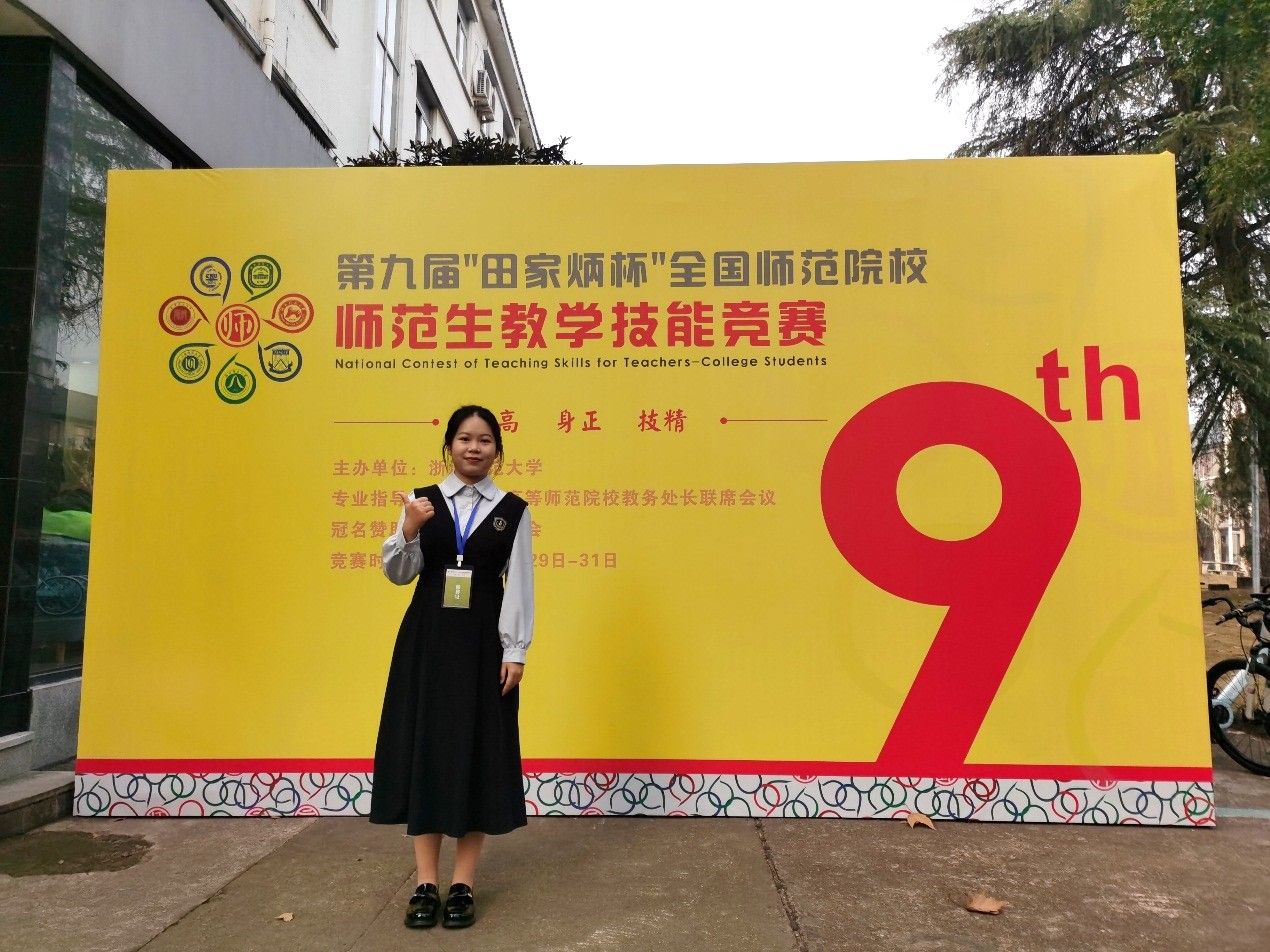 第九届"田家炳杯"全国师范院校
师范生教学技能竞赛
National Contest of Teaching Skills for Teachers-College Students
高 身正 技精
主办单位：浙 大学
专业指导 等师范院校教务处长联席会议
冠名赞 会
竞赛时 29日-31日
9th